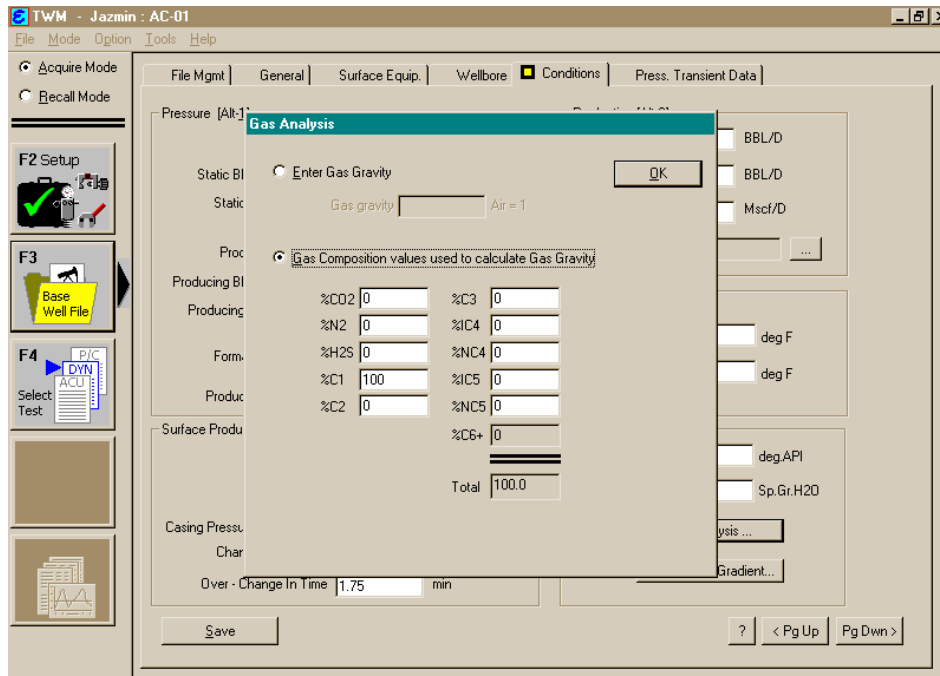 TWM - Jazmin : AC-01
File Mode Option Tools Help
Acquire Mode
Recall Mode
F2 Setup
F3
Base
Well File
F4
P/C
DYN
ACU
Select
Test
File Mgmt General Surface Equip. Wellbore Conditions Press. Transient Data
Pressure [Alt-1]
Static BH
Static
Proc
Producing BH
Producing
Form
Produc
BBL/D
BBL/D
Mscf/D
...
deg F
deg F
Surface Produ
Casing Pressu
Char
Over - Change In Time 1.75 min
deg.API
Sp.Gr.H2O
ysis ...
Gradient...
Save
? < Pg Up Pg Dwn >
Gas Analysis
Enter Gas Gravity OK
Gas gravity Air = 1
Gas Composition values used to calculate Gas Gravity
%CO2 0 %C3 0
%N2 0 %IC4 0
%H2S 0 %NC4 0
%C1 100 %IC5 0
%C2 0 %NC5 0
%C6+ 0
Total 100.0